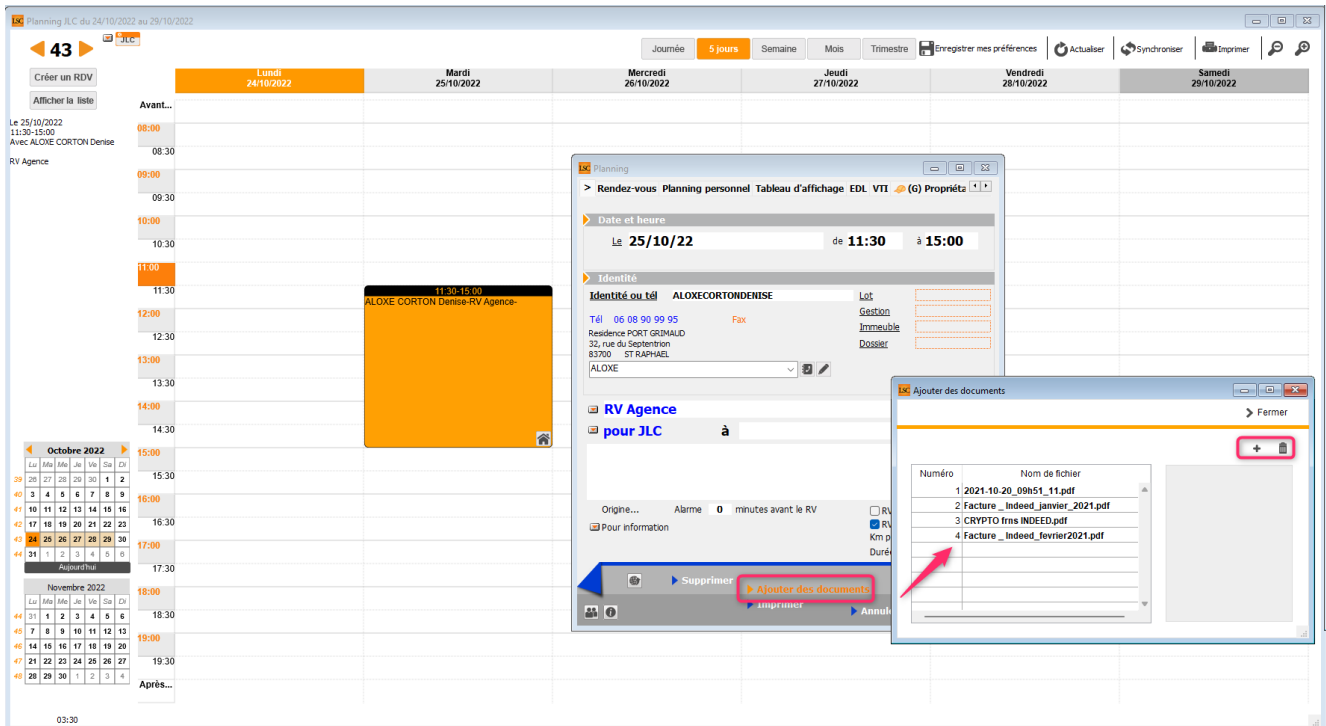 LSC Planning JLC du 24/10/2022 au 29/10/2022
43
JLC
Journée 5 jours Semaine Mois Trimestre Enregistrer mes préférences Actualiser Synchroniser Imprimer
Créer un RDV
Afficher la liste
Le 25/10/2022
11:30-15:00
Avec ALOXE CORTON Denise
RV Agence
Lundi
24/10/2022
Mardi
25/10/2022
Mercredi
26/10/2022
Jeudi
27/10/2022
Vendredi
28/10/2022
Samedi
29/10/2022
Avant...
08:00
08:30
09:00
09:30
10:00
10:30
11:00
11:30
12:00
12:30
13:00
13:30
14:00
14:30
15:00
15:30
16:00
16:30
17:00
17:30
18:00
18:30
19:00
19:30
Après...
11:30-15:00
ALOXE CORTON Denise-RV Agence-
Octobre 2022
Lu Ma Me Je Ve Sa Di
39 26 27 28 29 30 1 2
40 3 4 5 6 7 8 9
41 10 11 12 13 14 15 16
42 17 18 19 20 21 22 23
43 24 25 26 27 28 29 30
44 31 1 2 3 4 5 6
Aujourd'hui
Novembre 2022
Lu Ma Me Je Ve Sa Di
44 31 1 2 3 4 5 6
45 7 8 9 10 11 12 13
46 14 15 16 17 18 19 20
47 21 22 23 24 25 26 27
48 28 29 30 1 2 3 4
03:30
LSC Planning
> Rendez-vous Planning personnel Tableau d'affichage EDL VTI (G) Propriéta
Date et heure
Le 25/10/22 de 11:30 à 15:00
Identité
Identité ou tél ALOXECORTONDENISE Lot
Gestion
Tél 06 08 90 99 95 Fax
Immeuble
Residence PORT GRIMAUD
32, rue du Septentrion Dossier
83700 ST RAPHAEL
ALOXE
RV Agence
pour JLC à
Origine... Alarme 0 minutes avant le RV RV
Pour information RV
Km p
Duré
Supprimer
Ajouter des documents
Imprimer
Annul
LSC Ajouter des documents
Fermer
+
Numéro Nom de fichier
1 2021-10-20_09h51_11.pdf
2 Facture _ Indeed_janvier_2021.pdf
3 CRYPTO frns INDEED.pdf
4 Facture _ Indeed_fevrier2021.pdf